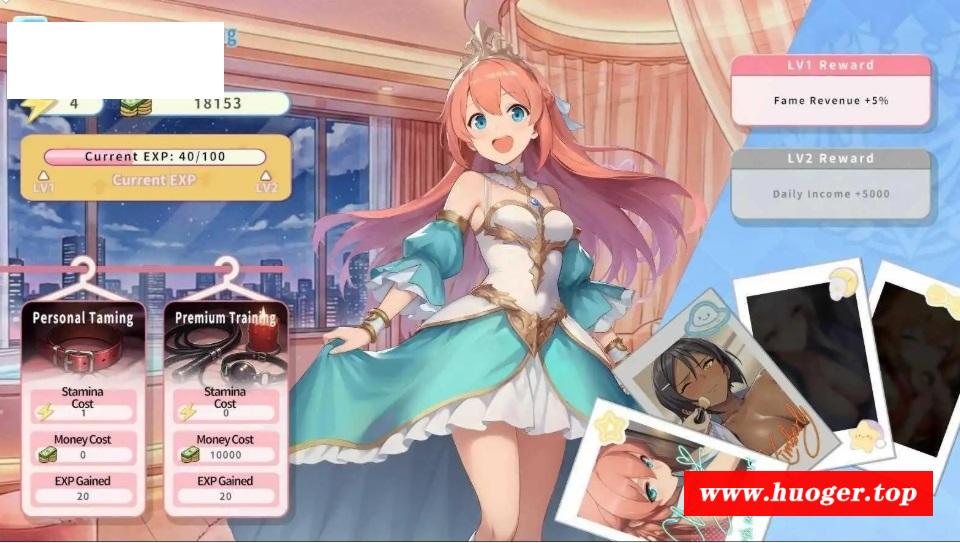 4
18153
Current EXP: 40/100
LV1
Current EXP
LV2
LV1 Reward
Fame Revenue +5%
LV2 Reward
Daily Income +5000
Personal Taming
Stamina
Cost
1
Money Cost
0
EXP Gained
20
Premium Training
Stamina
Cost
0
Money Cost
10000
EXP Gained
20
www.huoger.top